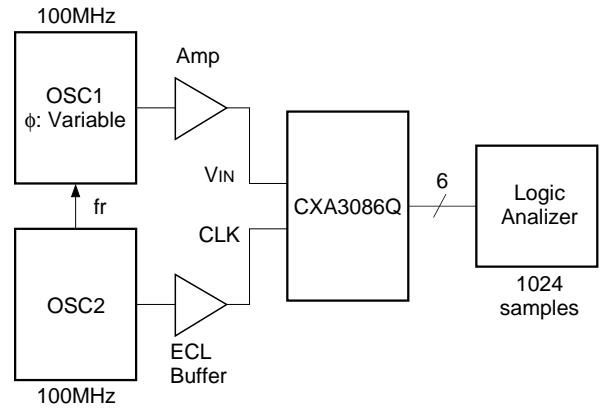 100MHz
OSC1
ϕ: Variable
Amp
fr
OSC2
100MHz
ECL
Buffer
VIN
CLK
CXA3086Q
6
Logic
Analizer
1024
samples